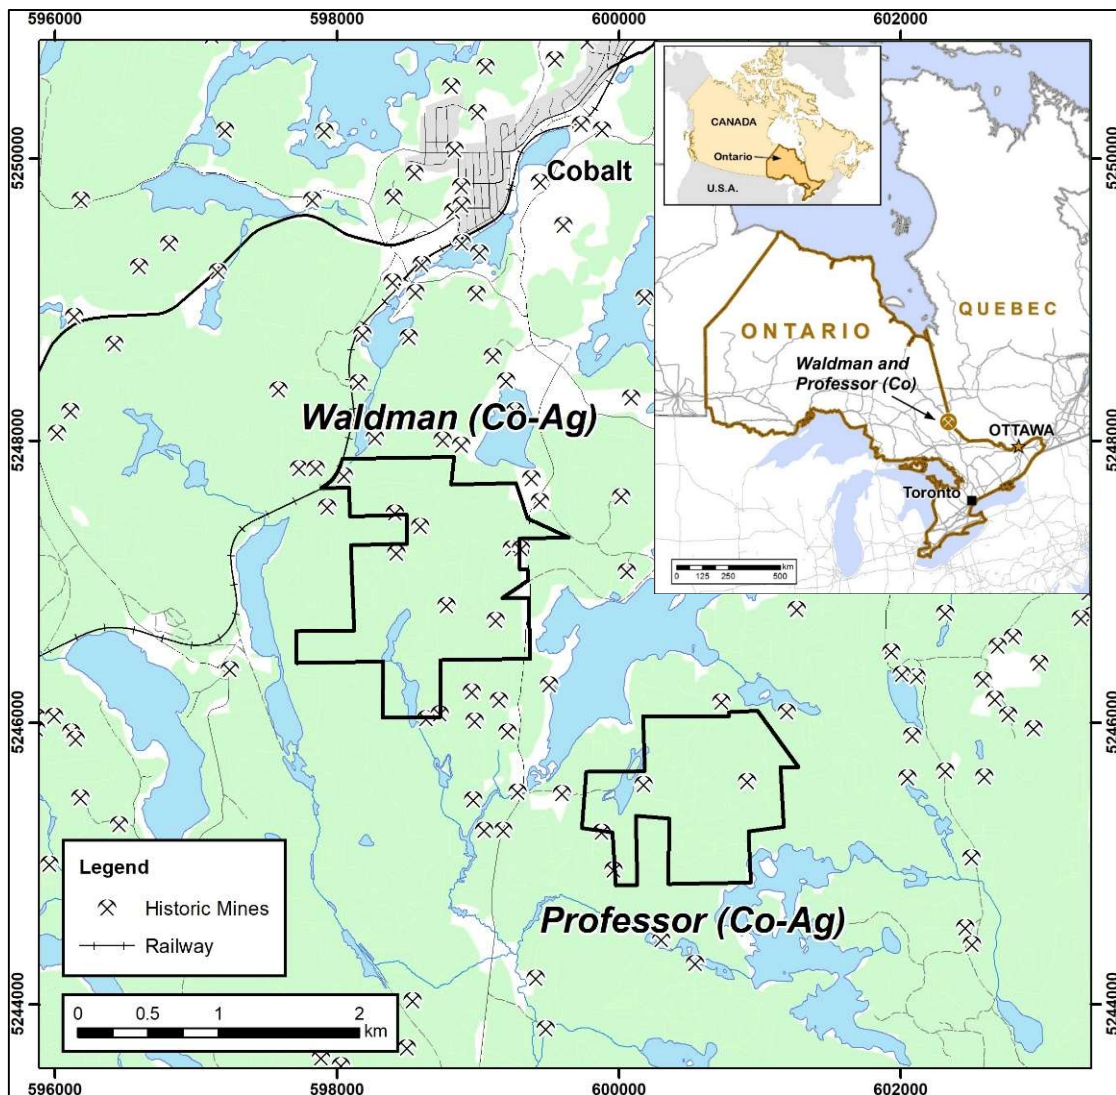 596000
598000
600000
602000
5250000
5248000
5246000
5244000
Cobalt
Waldman (Co-Ag)
Professor (Co-Ag)
CANADA
Ontario
U.S.A.
ONTARIO
QUEBEC
Waldman and
Professor (Co)
OTTAWA
Toronto
0 125 250 500
km
Legend
Historic Mines
Railway
0 0.5 1 2
km
5250000
5248000
5246000
5244000
596000
598000
600000
602000